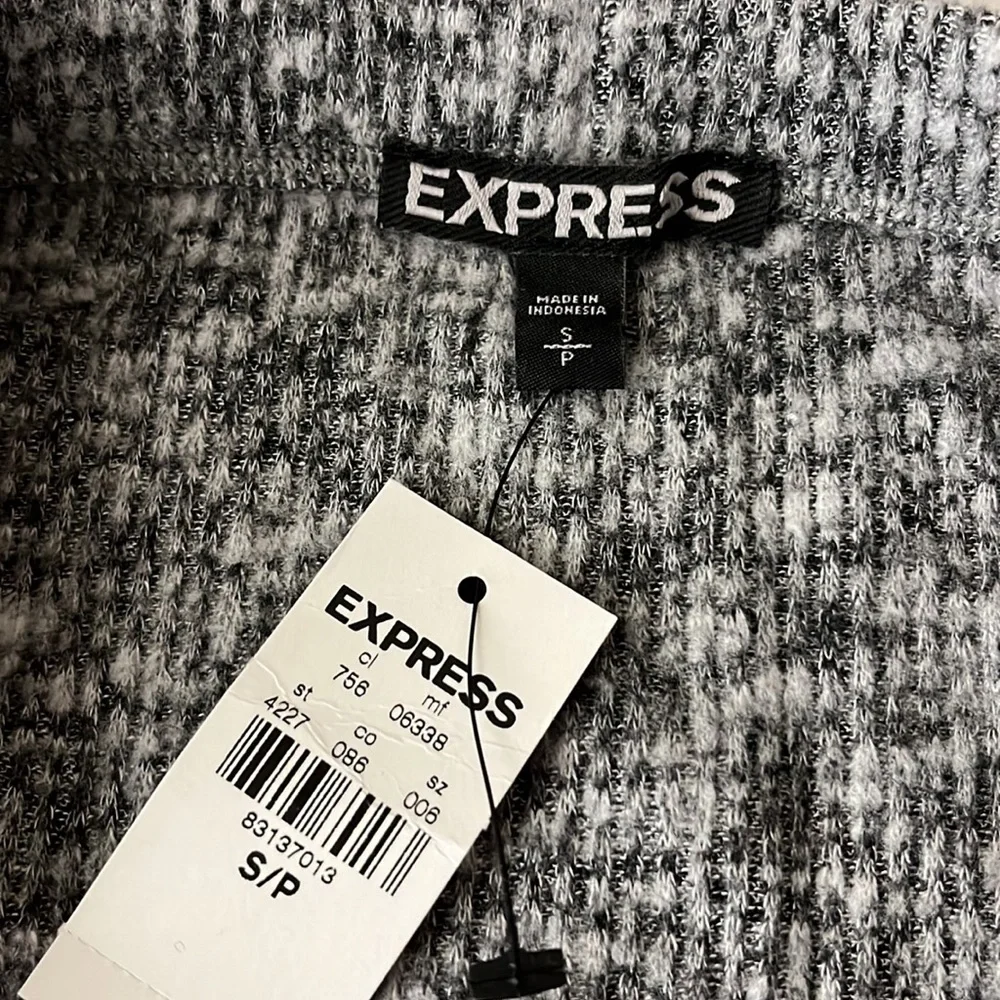 EXPRESS
MADE IN
INDONESIA
S
P
EXPRESS
cl mf
756 06338
st co sz
4227 086 006
83137013
S/P